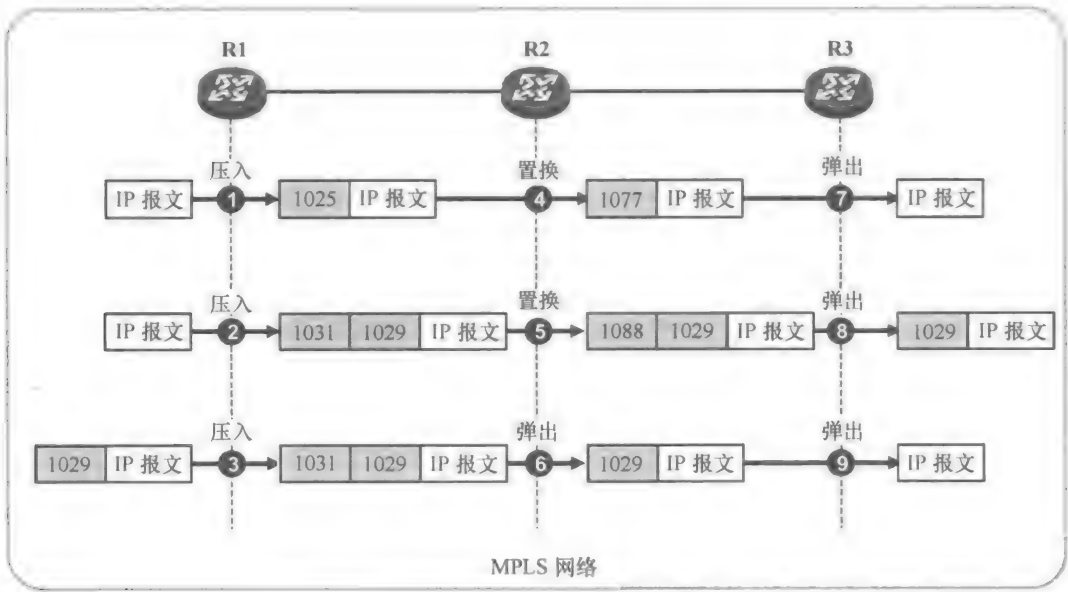 R1 R2 R3
压入 置换 弹出
IP 报文 1 1025 IP 报文 4 1077 IP 报文 7 IP 报文
压入 置换 弹出
IP 报文 2 1031 1029 IP 报文 5 1088 1029 IP 报文 8 1029 IP 报文
压入 弹出 弹出
1029 IP 报文 3 1031 1029 IP 报文 6 1029 IP 报文 9 IP 报文
MPLS 网络